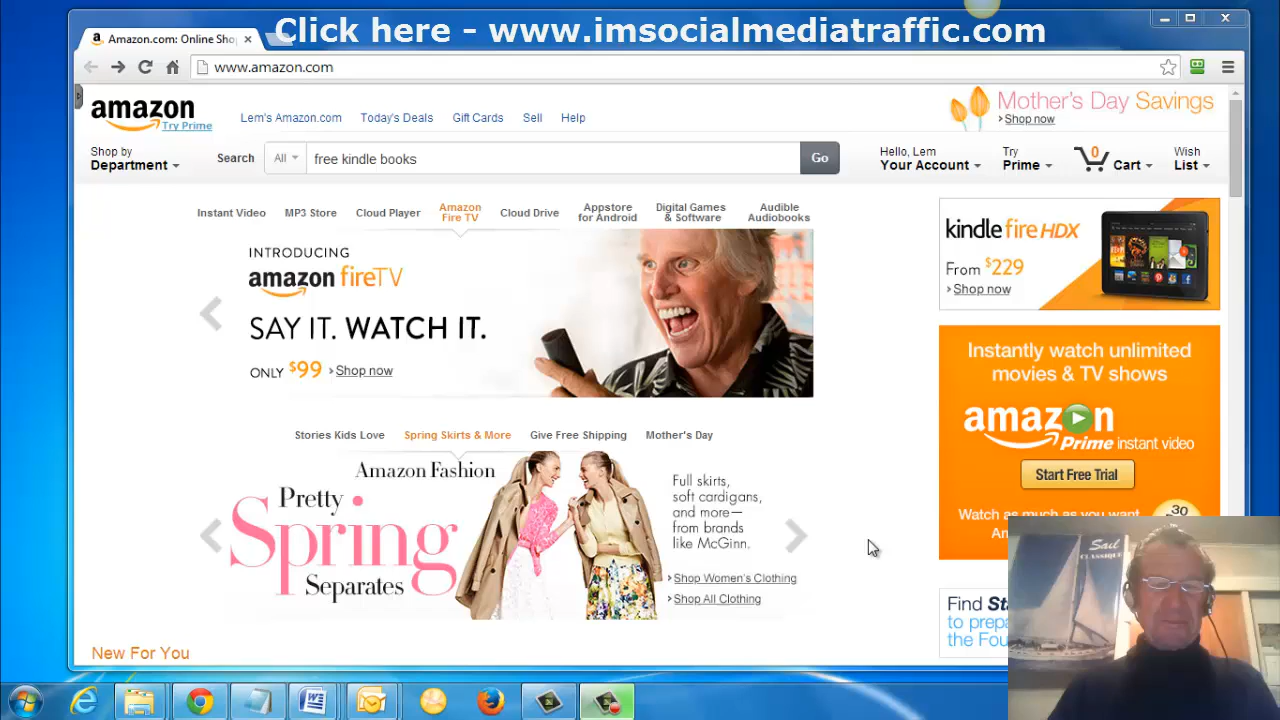 Click here - www.imsocialmediatraffic.com
Amazon.com: Online Sho
www.amazon.com
amazon
Try Prime
Lem's Amazon.com
Today's Deals
Gift Cards
Sell
Help
Mother's Day Savings
Shop now
Shop by
Department
Search
All
free kindle books
Go
Hello, Lem
Your Account
Try
Prime
0
Cart
Wish
List
Instant Video
MP3 Store
Cloud Player
Amazon
Fire TV
Cloud Drive
Appstore
for Android
Digital Games
& Software
Audible
Audiobooks
INTRODUCING
amazon fireTV
SAY IT. WATCH IT.
ONLY $99
Shop now
kindle fire HDX
From $229
Shop now
Instantly watch unlimited
movies & TV shows
amazon
Prime instant video
Start Free Trial
Watch as much as you want
30
Stories Kids Love
Spring Skirts & More
Give Free Shipping
Mother's Day
Amazon Fashion
Pretty
Spring
Separates
Full skirts,
soft cardigans,
and more—
from brands
like McGinn.
Shop Women's Clothing
Shop All Clothing
Find
to prepa
the Fou
Sail
CLASSIQUE
New For You